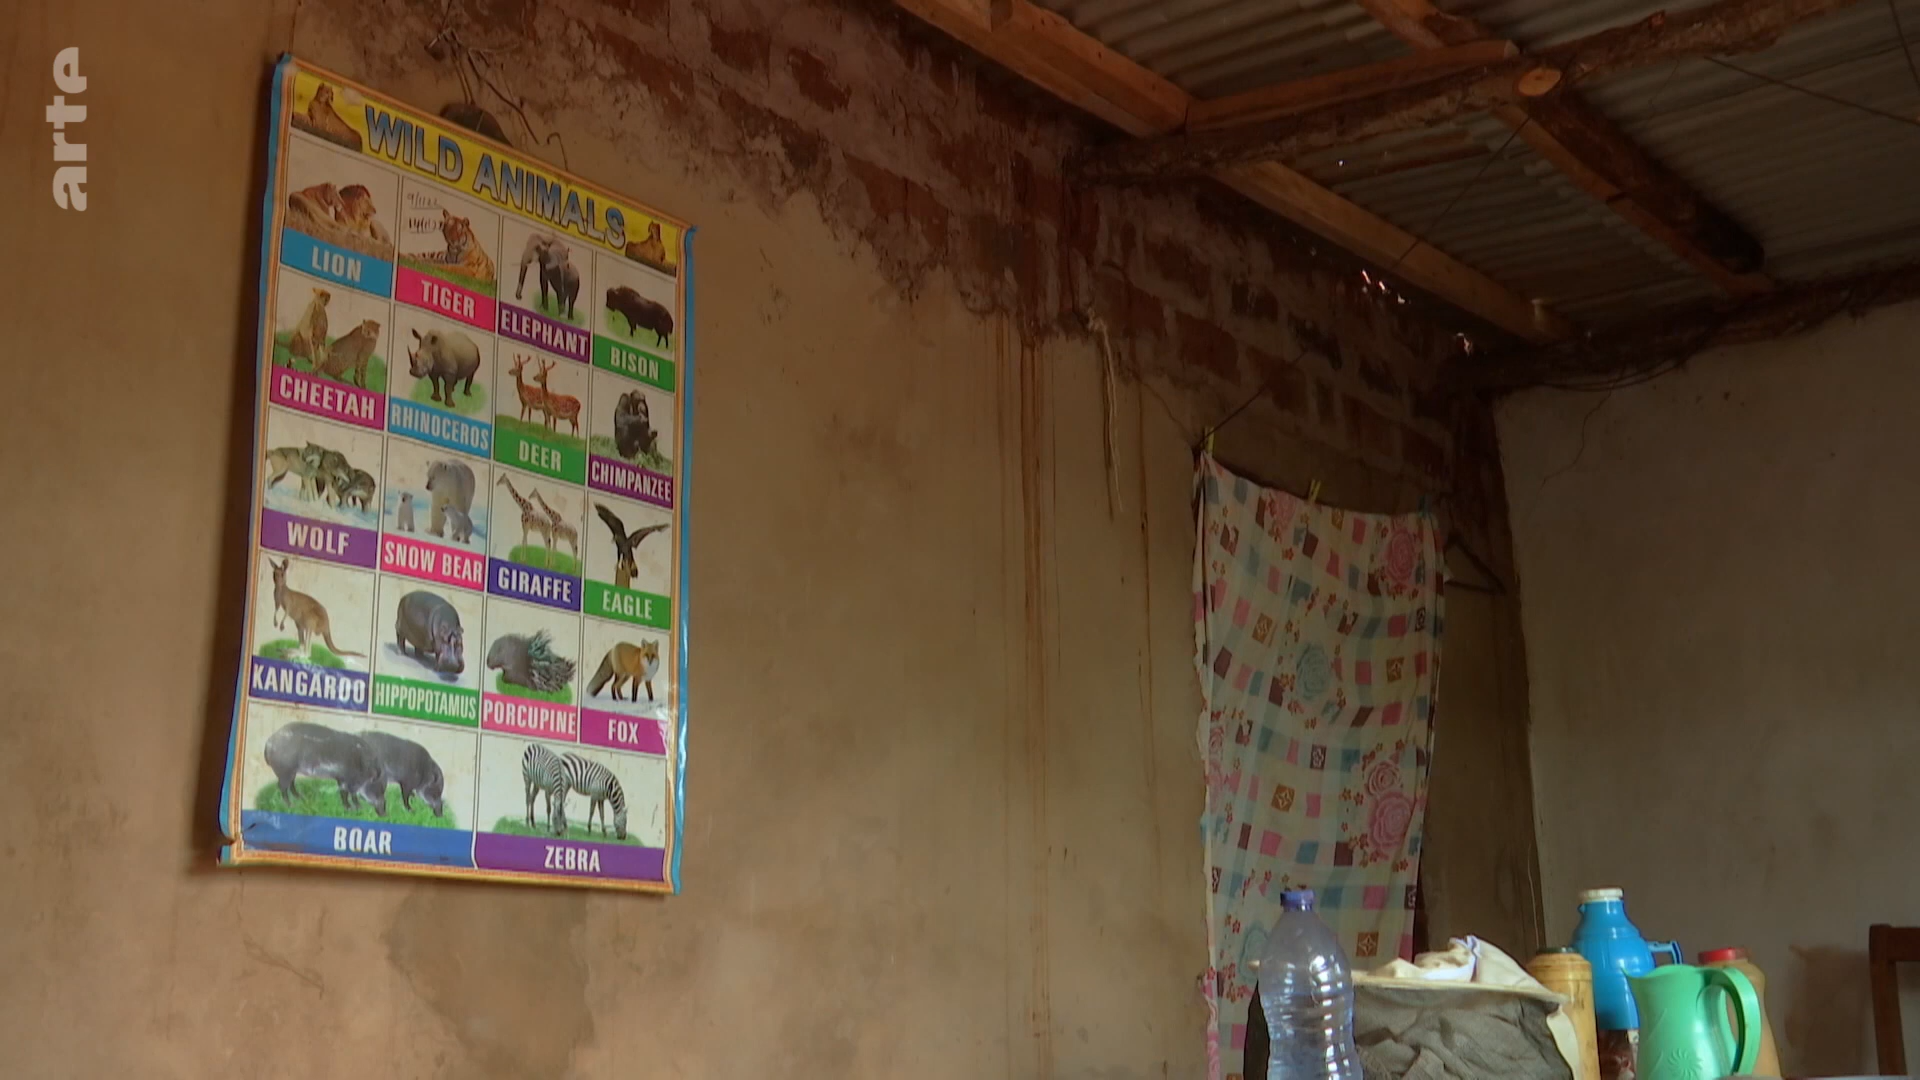 arte
WILD ANIMALS
LION
TIGER
ELEPHANT
BISON
CHEETAH
RHINOCEROS
DEER
CHIMPANZEE
WOLF
SNOW BEAR
GIRAFFE
EAGLE
KANGAROO
HIPPOPOTAMUS
PORCUPINE
FOX
BOAR
ZEBRA